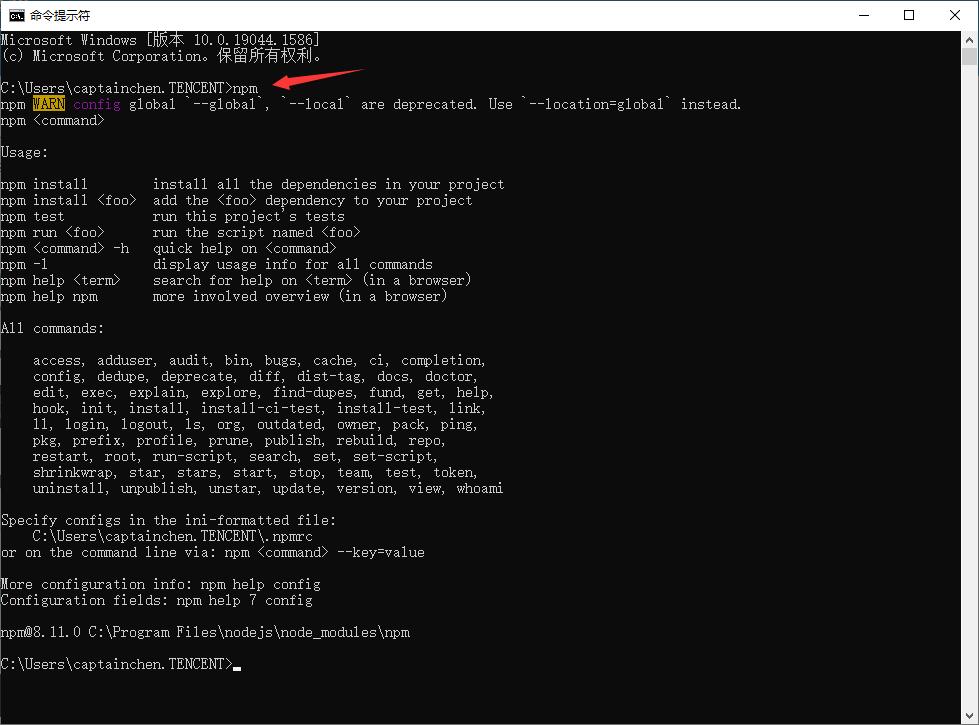 命令提示符
Microsoft Windows [版本 10.0.19044.1586]
(c) Microsoft Corporation。保留所有权利。
C:\Users\captainchen.TENCENT>npm
npm WARN config global `--global`, `--local` are deprecated. Use `--location=global` instead.
npm <command>
Usage:
npm install        install all the dependencies in your project
npm install <foo>  add the <foo> dependency to your project
npm test           run this project's tests
npm run <foo>      run the script named <foo>
npm <command> -h   quick help on <command>
npm -l             display usage info for all commands
npm help <term>    search for help on <term> (in a browser)
npm help npm       more involved overview (in a browser)
All commands:
    access, adduser, audit, bin, bugs, cache, ci, completion,
    config, dedupe, deprecate, diff, dist-tag, docs, doctor,
    edit, exec, explain, explore, find-dupes, fund, get, help,
    hook, init, install, install-ci-test, install-test, link,
    ll, login, logout, ls, org, outdated, owner, pack, ping,
    pkg, prefix, profile, prune, publish, rebuild, repo,
    restart, root, run-script, search, set, set-script,
    shrinkwrap, star, stars, start, stop, team, test, token,
    uninstall, unpublish, unstar, update, version, view, whoami
Specify configs in the ini-formatted file:
    C:\Users\captainchen.TENCENT\.npmrc
or on the command line via: npm <command> --key=value
More configuration info: npm help config
Configuration fields: npm help 7 config
npm@8.11.0 C:\Program Files\nodejs\node_modules\npm
C:\Users\captainchen.TENCENT>